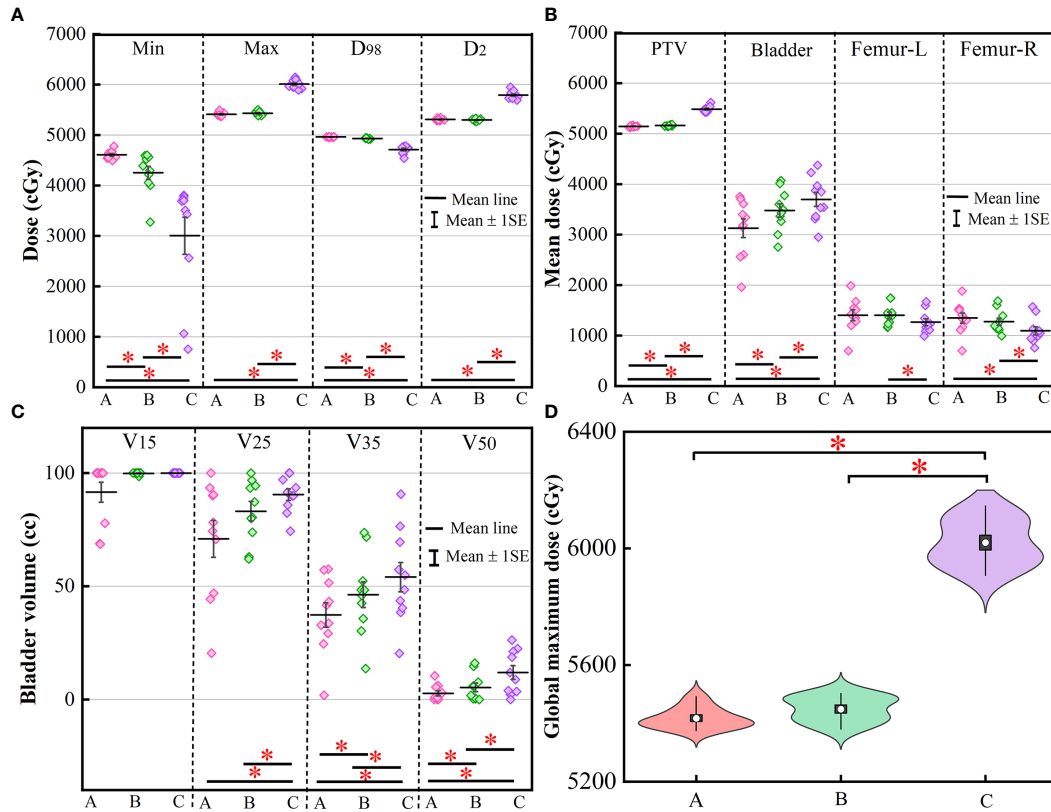 A
7000
6000
5000
4000
3000
2000
1000
0
Dose (cGy)
Min
Max
D98
D2
Mean line
Mean ± 1SE
*
*
*
*
*
*
*
*
*
*
A B C A B C A B C A B C
B
7000
6000
5000
4000
3000
2000
1000
0
Mean dose (cGy)
PTV
Bladder
Femur-L
Femur-R
Mean line
Mean ± 1SE
*
*
*
*
*
*
*
*
*
A B C A B C A B C A B C
C
100
50
0
Bladder volume (cc)
V15
V25
V35
V50
Mean line
Mean ± 1SE
*
*
*
*
*
*
*
*
A B C A B C A B C A B C
D
6400
6000
5600
5200
Global maximum dose (cGy)
*
*
A B C